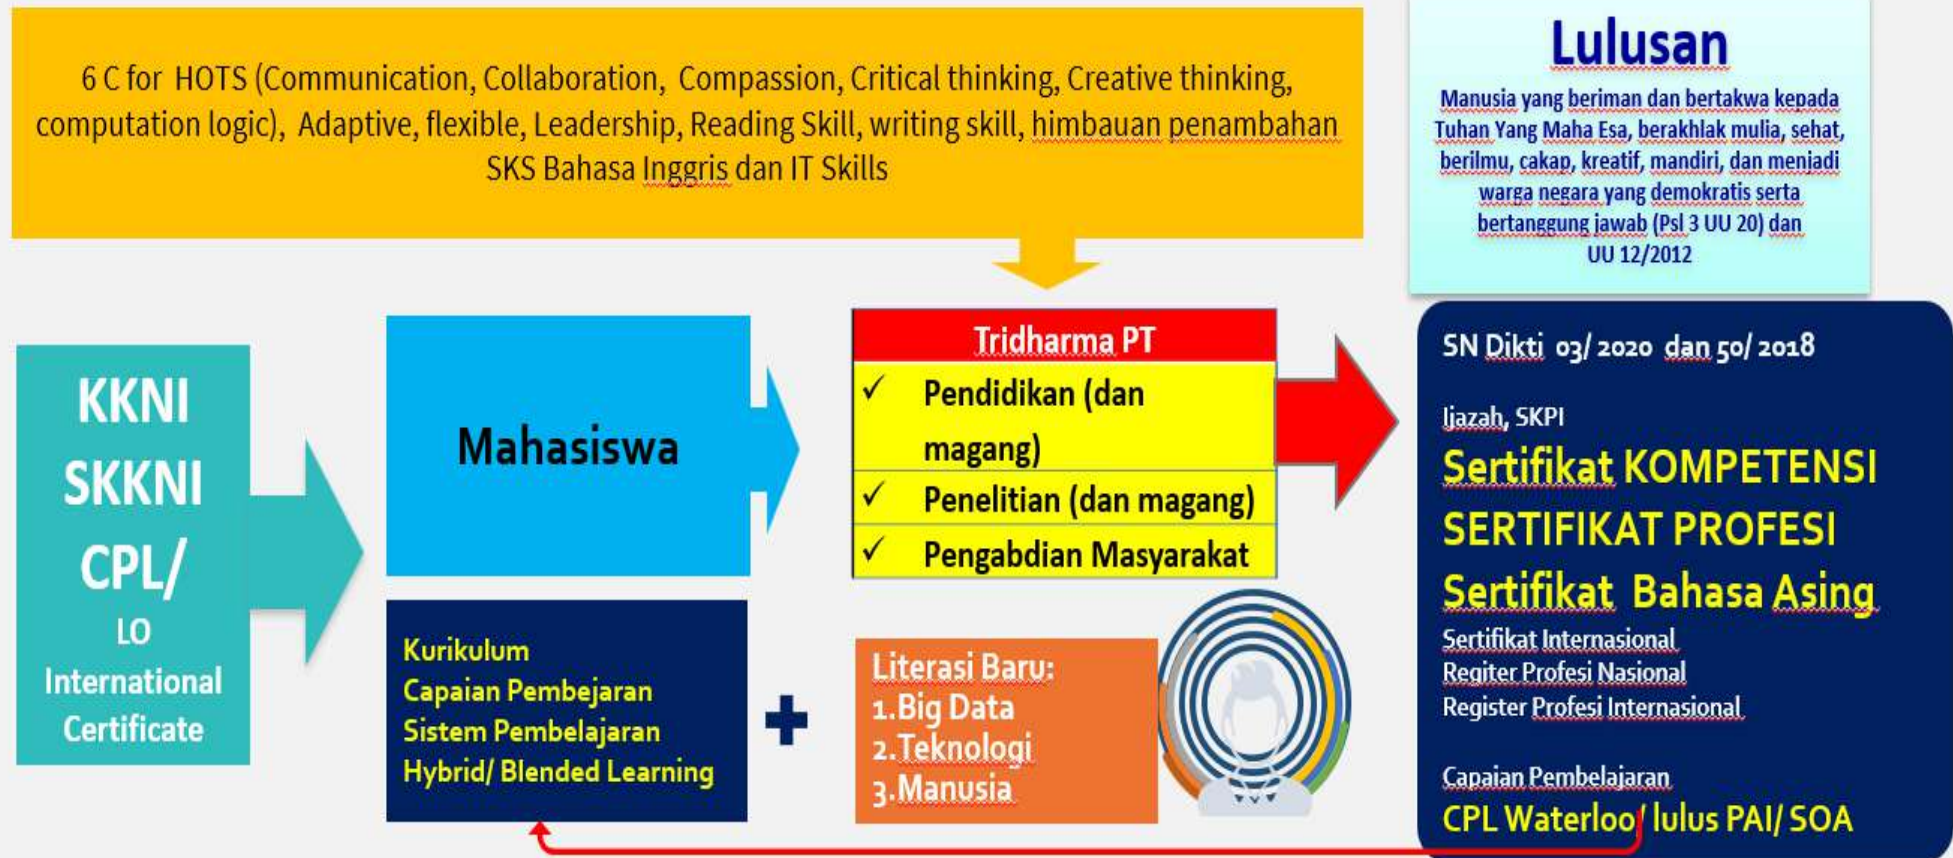 6 C for HOTS (Communication, Collaboration, Compassion, Critical thinking, Creative thinking,
computation logic), Adaptive, flexible, Leadership, Reading Skill, writing skill, himbauan penambahan
SKS Bahasa Inggris dan IT Skills
Lulusan
Manusia yang beriman dan bertakwa kepada
Tuhan Yang Maha Esa, berakhlak mulia, sehat,
berilmu, cakap, kreatif, mandiri, dan menjadi
warga negara yang demokratis serta
bertanggung jawab (Psl 3 UU 20) dan
UU 12/2012
KKNI
SKKNI
CPL/
LO
International
Certificate
Mahasiswa
Tridharma PT
✓ Pendidikan (dan
magang)
✓ Penelitian (dan magang)
✓ Pengabdian Masyarakat
Kurikulum
Capaian Pembejaran
Sistem Pembelajaran
Hybrid/ Blended Learning
+
Literasi Baru:
1.Big Data
2.Teknologi
3.Manusia
SN Dikti 03/ 2020 dan 50/ 2018
Ijazah, SKPI
Sertifikat KOMPETENSI
SERTIFIKAT PROFESI
Sertifikat Bahasa Asing
Sertifikat Internasional
Regiter Profesi Nasional
Register Profesi Internasional
Capaian Pembelajaran
CPL Waterloo/ lulus PAI/ SOA